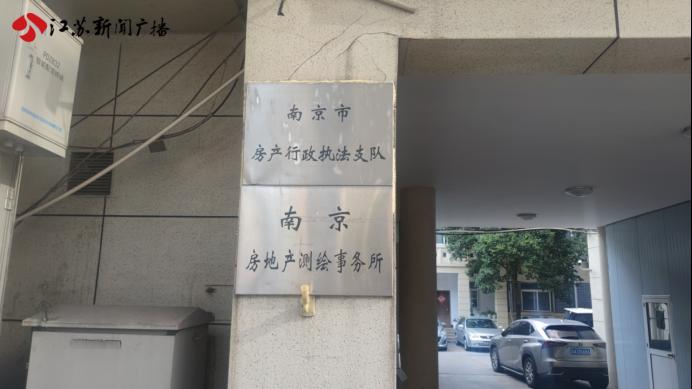 江苏新闻广播
南京市
房产行政执法支队
南京
房地产测绘事务所